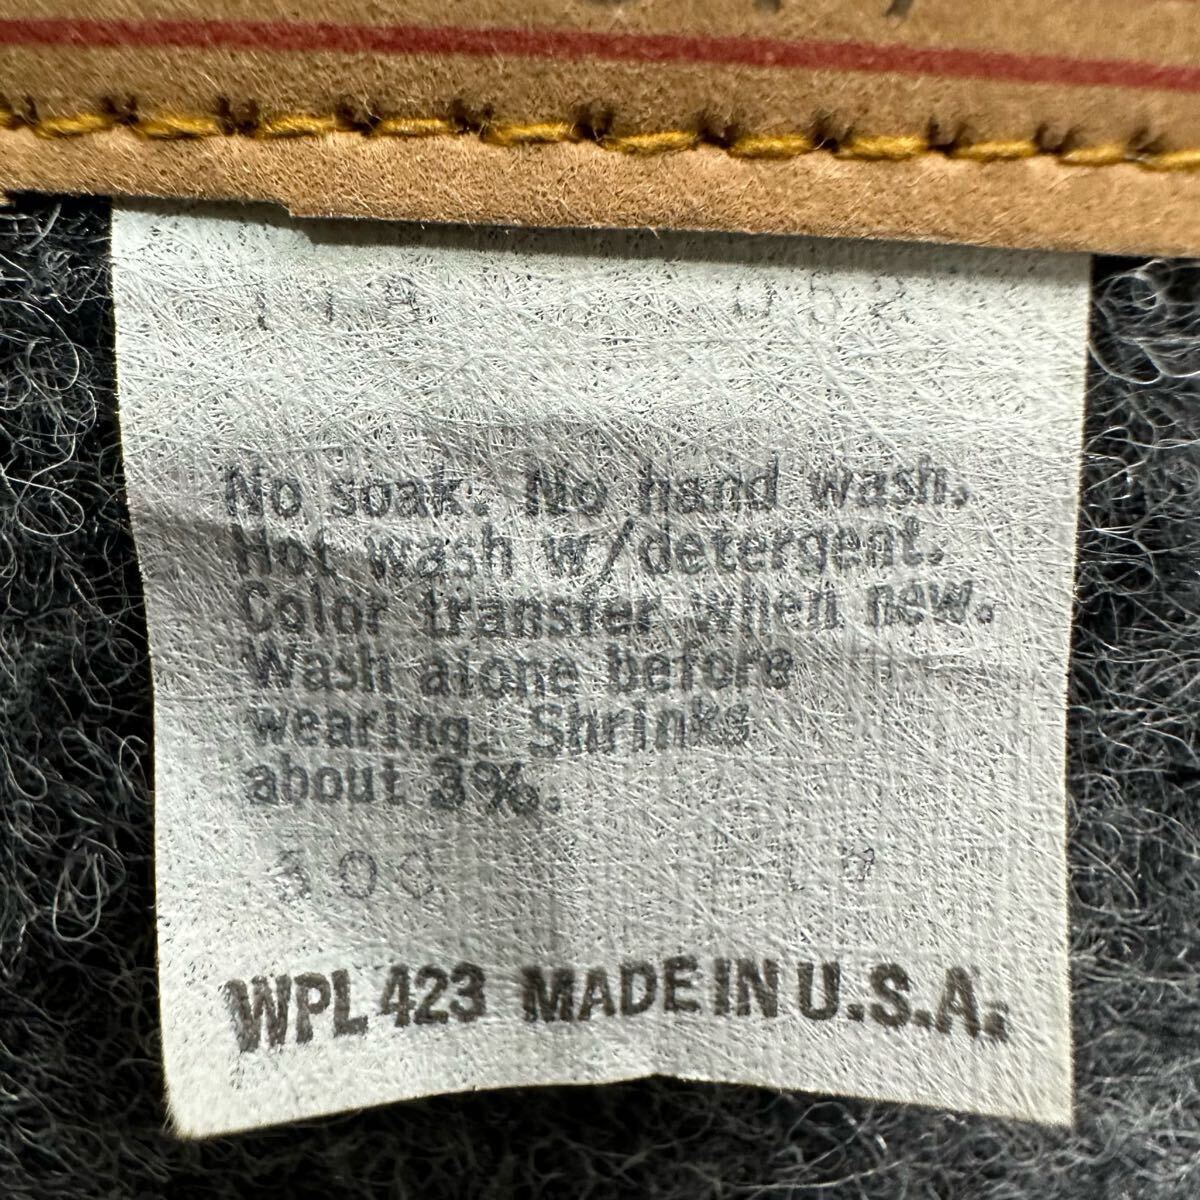 No soak. No hand wash.
Hot wash w/detergent.
Color transfer when new.
Wash alone before
wearing. Shrinks
about 3%.
WPL 423 MADE IN U.S.A.